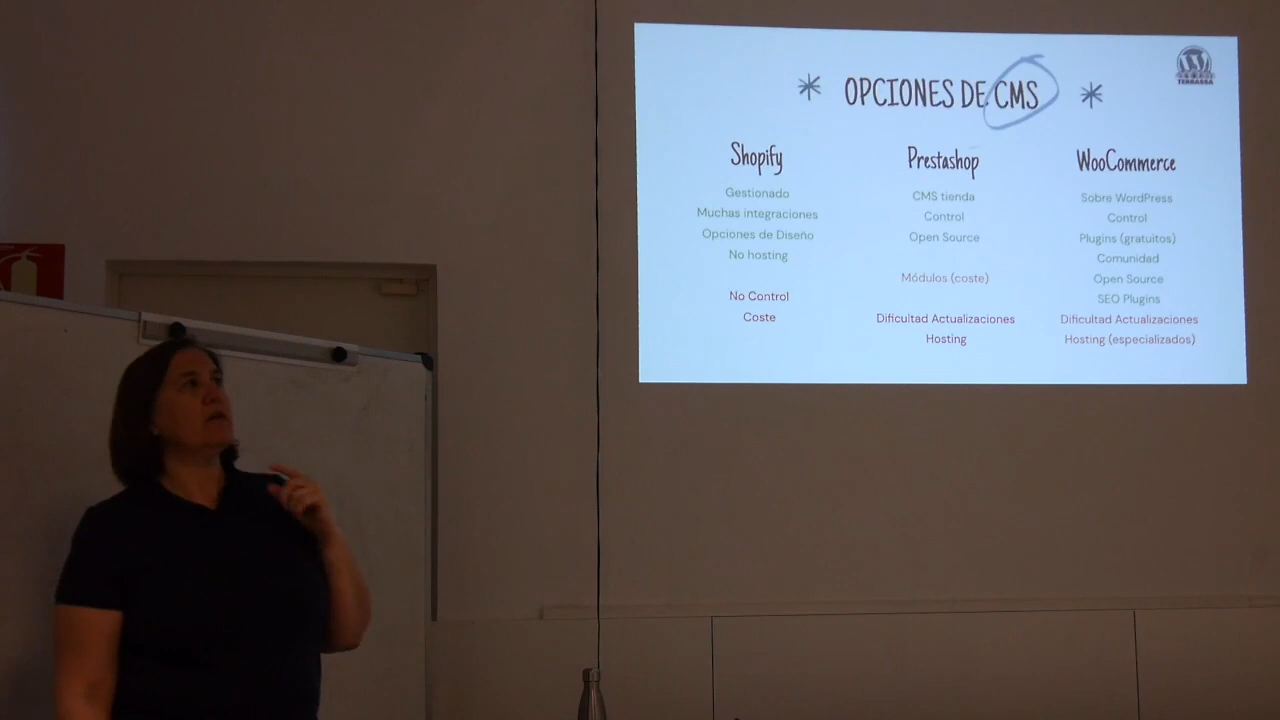 OPCIONES DE CMS
TERRASSA
Shopify
Gestionado
Muchas integraciones
Opciones de Diseño
No hosting
No Control
Coste
Prestashop
CMS tienda
Control
Open Source
Módulos (coste)
Dificultad Actualizaciones
Hosting
WooCommerce
Sobre WordPress
Control
Plugins (gratuitos)
Comunidad
Open Source
SEO Plugins
Dificultad Actualizaciones
Hosting (especializados)